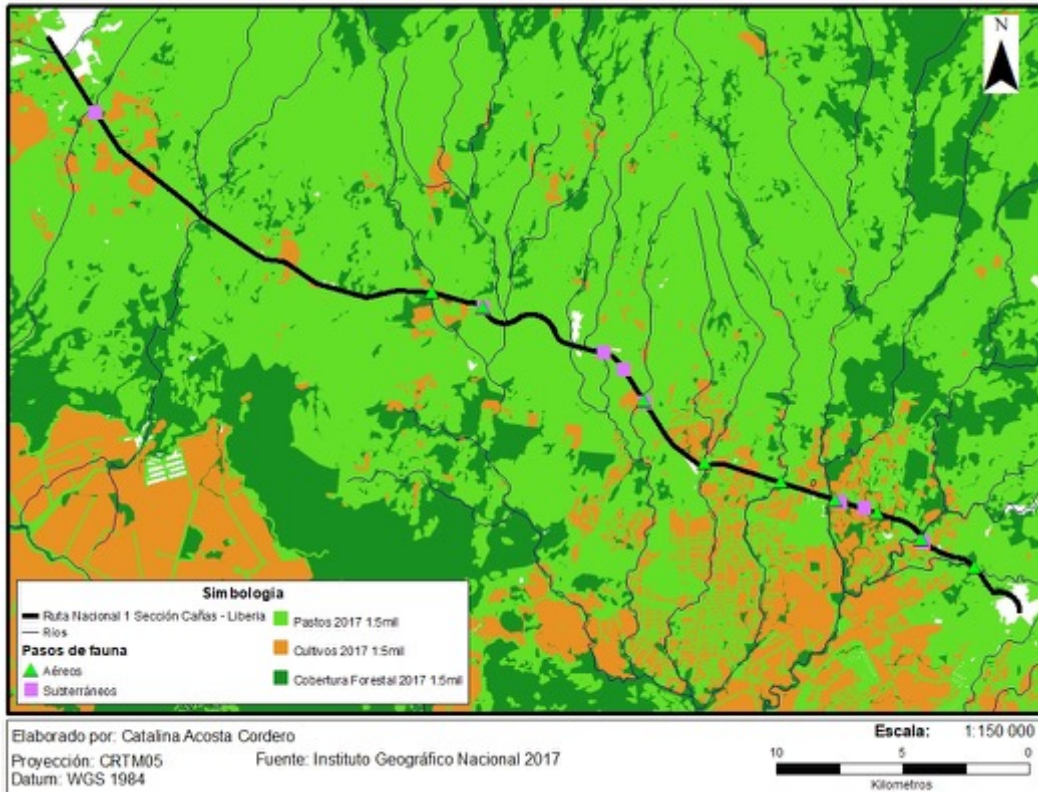 N
Simbología
Ruta Nacional 1 Sección Cañas - Liberia
Ríos
Pasos de fauna
Aéreos
Subterráneos
Pastos 2017 1:5mil
Cultivos 2017 1:5mil
Cobertura Forestal 2017 1:5mil
Elaborado por: Catalina Acosta Cordero
Proyección: CRTM05
Datum: WGS 1984
Fuente: Instituto Geográfico Nacional 2017
Escala: 1:150 000
10 5 0
Kilometros